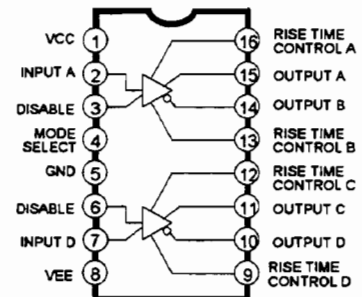 VCC 1
INPUT A 2
DISABLE 3
MODE
SELECT 4
GND 5
DISABLE 6
INPUT D 7
VEE 8
16 RISE TIME
CONTROL A
15 OUTPUT A
14 OUTPUT B
13 RISE TIME
CONTROL B
12 RISE TIME
CONTROL C
11 OUTPUT C
10 OUTPUT D
9 RISE TIME
CONTROL D